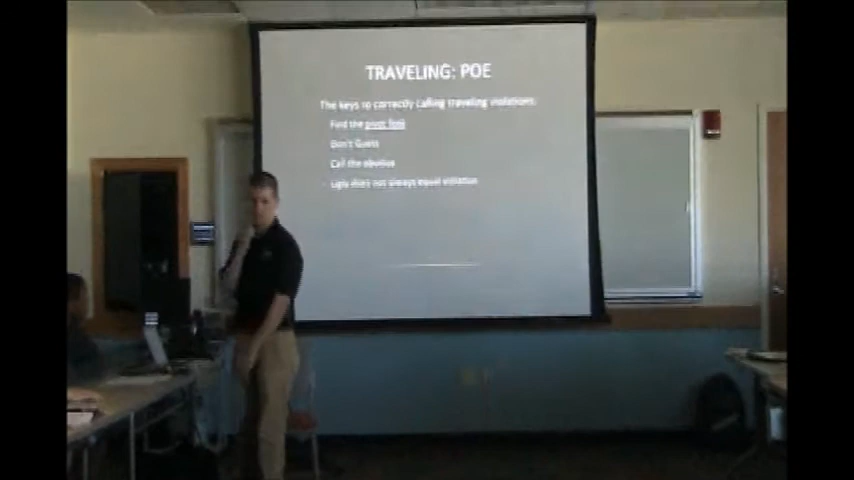 TRAVELING: POE
The keys to correctly calling traveling violations
Find the pivot foot
Don't Guess
Call the obvious
Ugly does not always equal violation